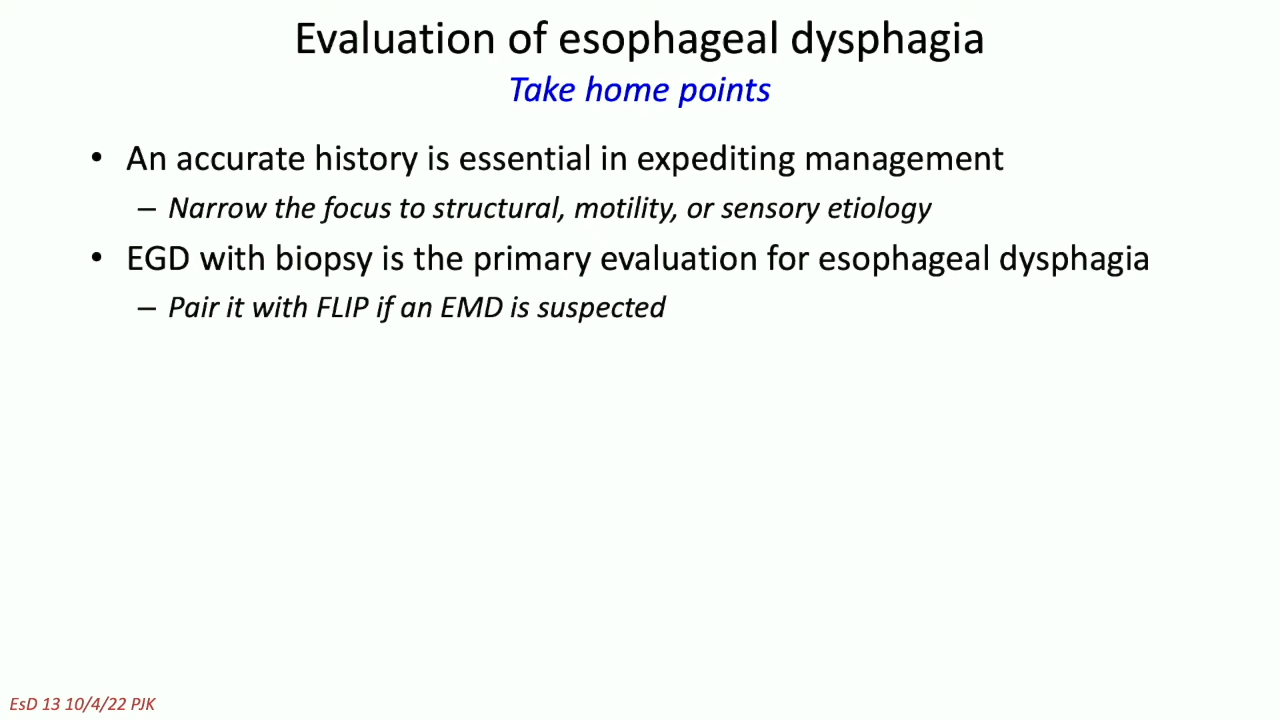 Evaluation of esophageal dysphagia
Take home points
• An accurate history is essential in expediting management
– Narrow the focus to structural, motility, or sensory etiology
• EGD with biopsy is the primary evaluation for esophageal dysphagia
– Pair it with FLIP if an EMD is suspected
EsD 13 10/4/22 PJK